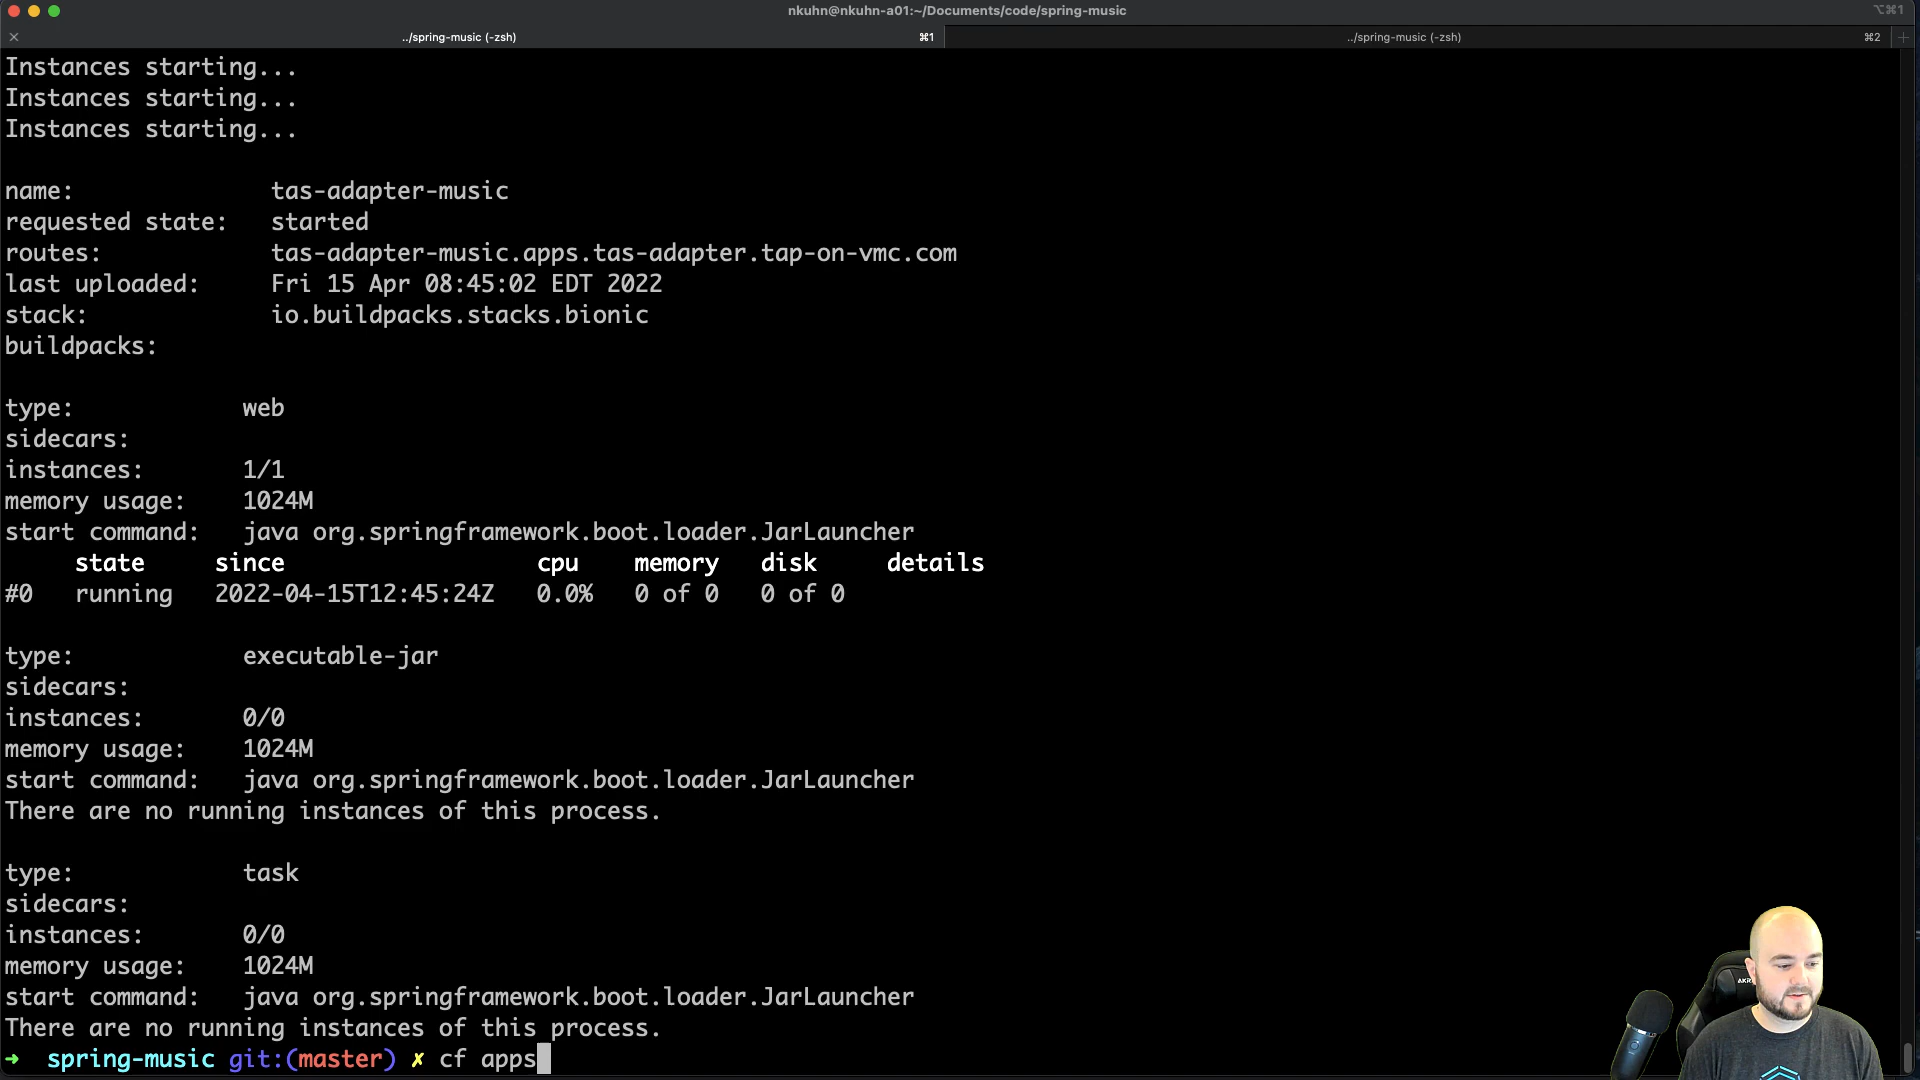 nkuhn@nkuhn-a01:~/Documents/code/spring-music
⌥⌘1
../spring-music (-zsh)
⌘1
../spring-music (-zsh)
⌘2
Instances starting...
Instances starting...
Instances starting...
name: tas-adapter-music
requested state: started
routes: tas-adapter-music.apps.tas-adapter.tap-on-vmc.com
last uploaded: Fri 15 Apr 08:45:02 EDT 2022
stack: io.buildpacks.stacks.bionic
buildpacks:
type: web
sidecars:
instances: 1/1
memory usage: 1024M
start command: java org.springframework.boot.loader.JarLauncher
state since cpu memory disk details
#0 running 2022-04-15T12:45:24Z 0.0% 0 of 0 0 of 0
type: executable-jar
sidecars:
instances: 0/0
memory usage: 1024M
start command: java org.springframework.boot.loader.JarLauncher
There are no running instances of this process.
type: task
sidecars:
instances: 0/0
memory usage: 1024M
start command: java org.springframework.boot.loader.JarLauncher
There are no running instances of this process.
➜ spring-music git:(master) ✗ cf apps